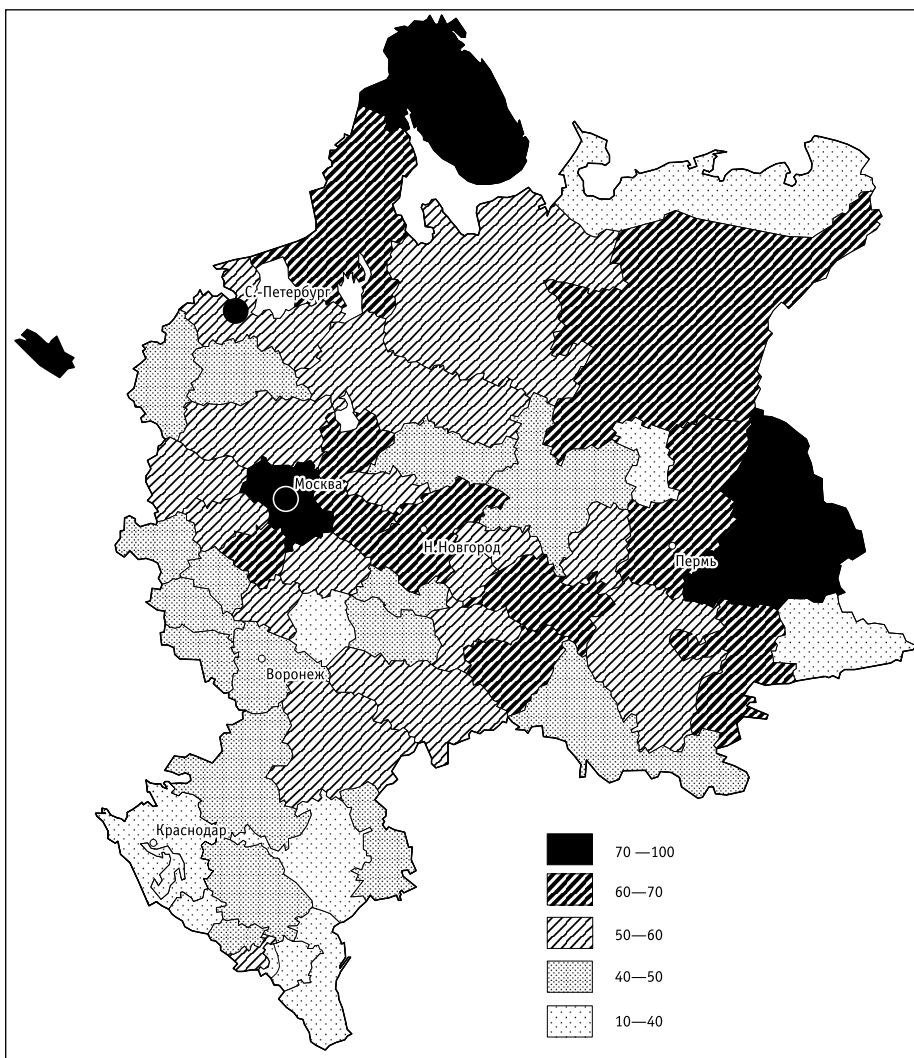 С.-Петербург
Москва
Н.Новгород
Пермь
Воронеж
Краснодар
70 —100
60—70
50—60
40—50
10—40